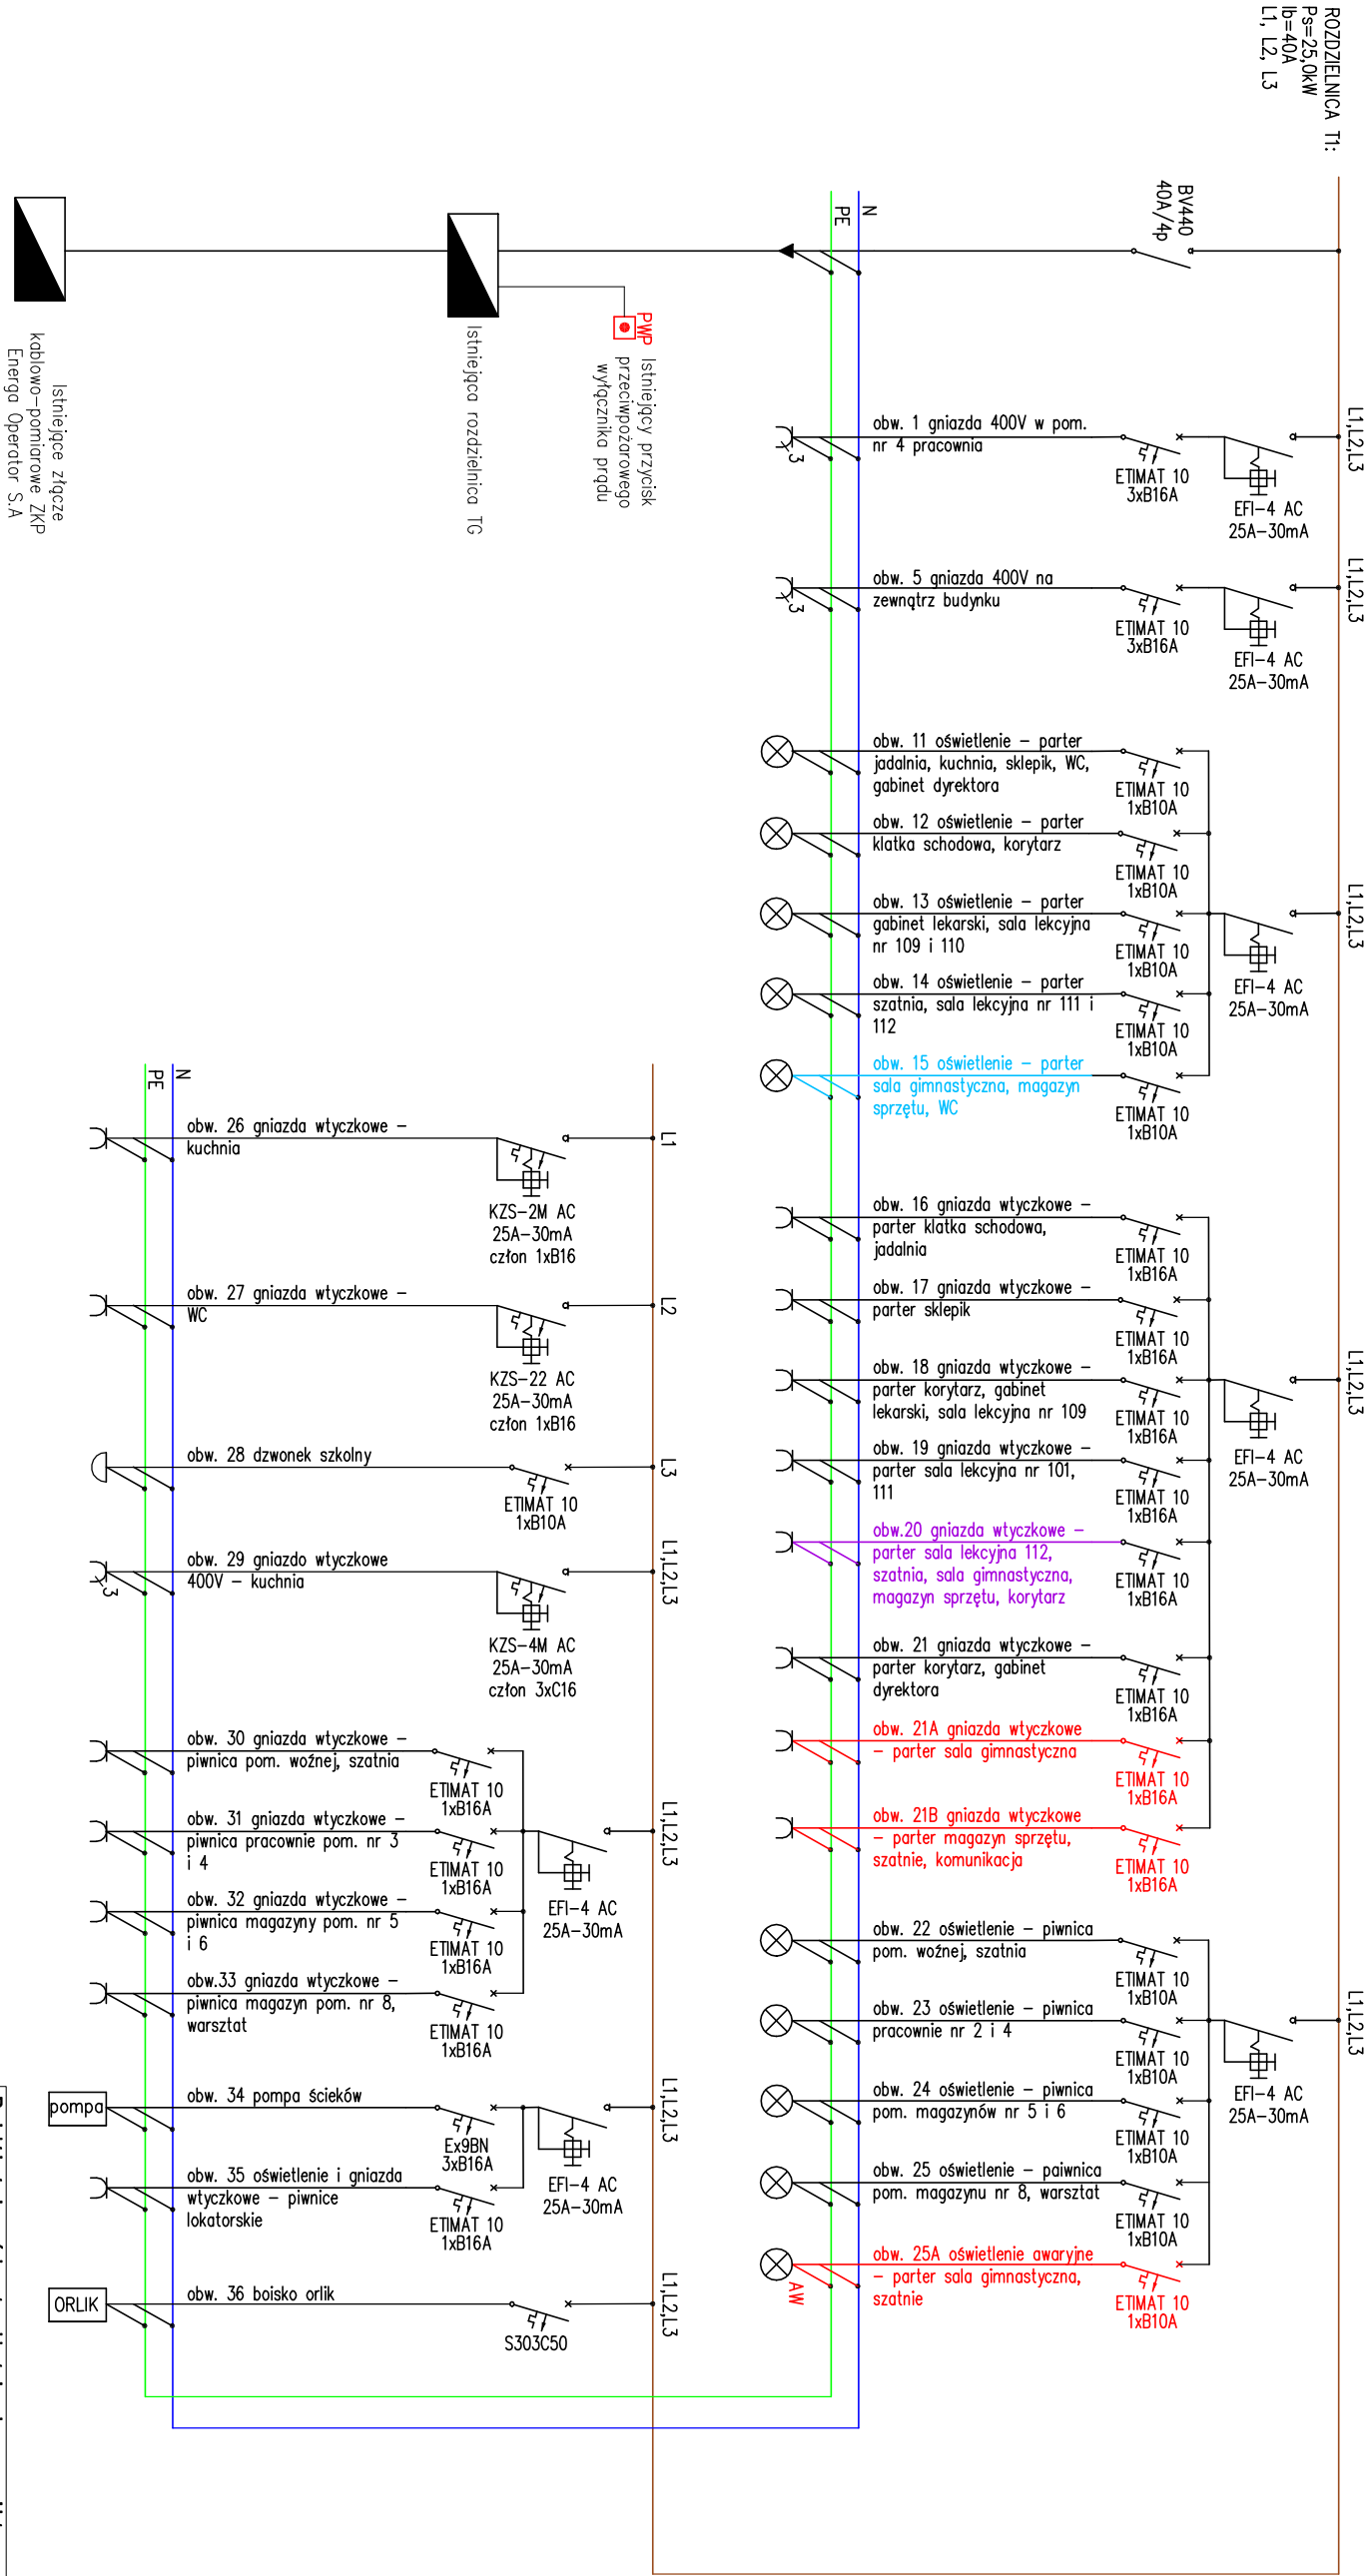 ROZDZIELNICA T1:
Ps=25,0kW
Ib=40A
L1, L2, L3
BV440
40A/4p
N
PE
PWP
Istniejący przycisk
przeciwpożarowego
wyłącznika prądu
Istniejąca rozdzielnica TG
Istniejące złącze
kablowo-pomiarowe ZKP
Energa Operator S.A
L1,L2,L3
EFI-4 AC
25A-30mA
ETIMAT 10
3xB16A
obw. 1 gniazda 400V w pom.
nr 4 pracownia
3
L1,L2,L3
EFI-4 AC
25A-30mA
ETIMAT 10
3xB16A
obw. 5 gniazda 400V na
zewnątrz budynku
3
L1,L2,L3
EFI-4 AC
25A-30mA
obw. 11 oświetlenie - parter
jadalnia, kuchnia, sklepik, WC,
gabinet dyrektora
ETIMAT 10
1xB10A
obw. 12 oświetlenie - parter
klatka schodowa, korytarz
ETIMAT 10
1xB10A
obw. 13 oświetlenie - parter
gabinet lekarski, sala lekcyjna
nr 109 i 110
ETIMAT 10
1xB10A
obw. 14 oświetlenie - parter
szatnia, sala lekcyjna nr 111 i
112
ETIMAT 10
1xB10A
obw. 15 oświetlenie - parter
sala gimnastyczna, magazyn
sprzętu, WC
ETIMAT 10
1xB10A
L1,L2,L3
EFI-4 AC
25A-30mA
obw. 16 gniazda wtyczkowe -
parter klatka schodowa,
jadalnia
ETIMAT 10
1xB16A
obw. 17 gniazda wtyczkowe -
parter sklepik
ETIMAT 10
1xB16A
obw. 18 gniazda wtyczkowe -
parter korytarz, gabinet
lekarski, sala lekcyjna nr 109
ETIMAT 10
1xB16A
obw. 19 gniazda wtyczkowe -
parter sala lekcyjna nr 101,
111
ETIMAT 10
1xB16A
obw.20 gniazda wtyczkowe -
parter sala lekcyjna 112,
szatnia, sala gimnastyczna,
magazyn sprzętu, korytarz
ETIMAT 10
1xB16A
obw. 21 gniazda wtyczkowe -
parter korytarz, gabinet
dyrektora
ETIMAT 10
1xB16A
obw. 21A gniazda wtyczkowe
- parter sala gimnastyczna
ETIMAT 10
1xB16A
obw. 21B gniazda wtyczkowe
- parter magazyn sprzętu,
szatnie, komunikacja
ETIMAT 10
1xB16A
L1,L2,L3
EFI-4 AC
25A-30mA
obw. 22 oświetlenie - piwnica
pom. woźnej, szatnia
ETIMAT 10
1xB10A
obw. 23 oświetlenie - piwnica
pracownie nr 2 i 4
ETIMAT 10
1xB10A
obw. 24 oświetlenie - piwnica
pom. magazynów nr 5 i 6
ETIMAT 10
1xB10A
obw. 25 oświetlenie - paiwnica
pom. magazynu nr 8, warsztat
ETIMAT 10
1xB10A
obw. 25A oświetlenie awaryjne
- parter sala gimnastyczna,
szatnie
ETIMAT 10
1xB10A
AW
N
PE
L1
obw. 26 gniazda wtyczkowe -
kuchnia
KZS-2M AC
25A-30mA
człon 1xB16
L2
obw. 27 gniazda wtyczkowe -
WC
KZS-22 AC
25A-30mA
człon 1xB16
L3
obw. 28 dzwonek szkolny
ETIMAT 10
1xB10A
L1,L2,L3
obw. 29 gniazdo wtyczkowe
400V - kuchnia
3
KZS-4M AC
25A-30mA
człon 3xC16
L1,L2,L3
EFI-4 AC
25A-30mA
obw. 30 gniazda wtyczkowe -
piwnica pom. woźnej, szatnia
ETIMAT 10
1xB16A
obw. 31 gniazda wtyczkowe -
piwnica pracownie pom. nr 3
i 4
ETIMAT 10
1xB16A
obw. 32 gniazda wtyczkowe -
piwnica magazyny pom. nr 5
i 6
ETIMAT 10
1xB16A
obw.33 gniazda wtyczkowe -
piwnica magazyn pom. nr 8,
warsztat
ETIMAT 10
1xB16A
L1,L2,L3
EFI-4 AC
25A-30mA
obw. 34 pompa ścieków
pompa
Ex9BN
3xB16A
obw. 35 oświetlenie i gniazda
wtyczkowe - piwnice
lokatorskie
ETIMAT 10
1xB16A
L1,L2,L3
obw. 36 boisko orlik
ORLIK
S303C50